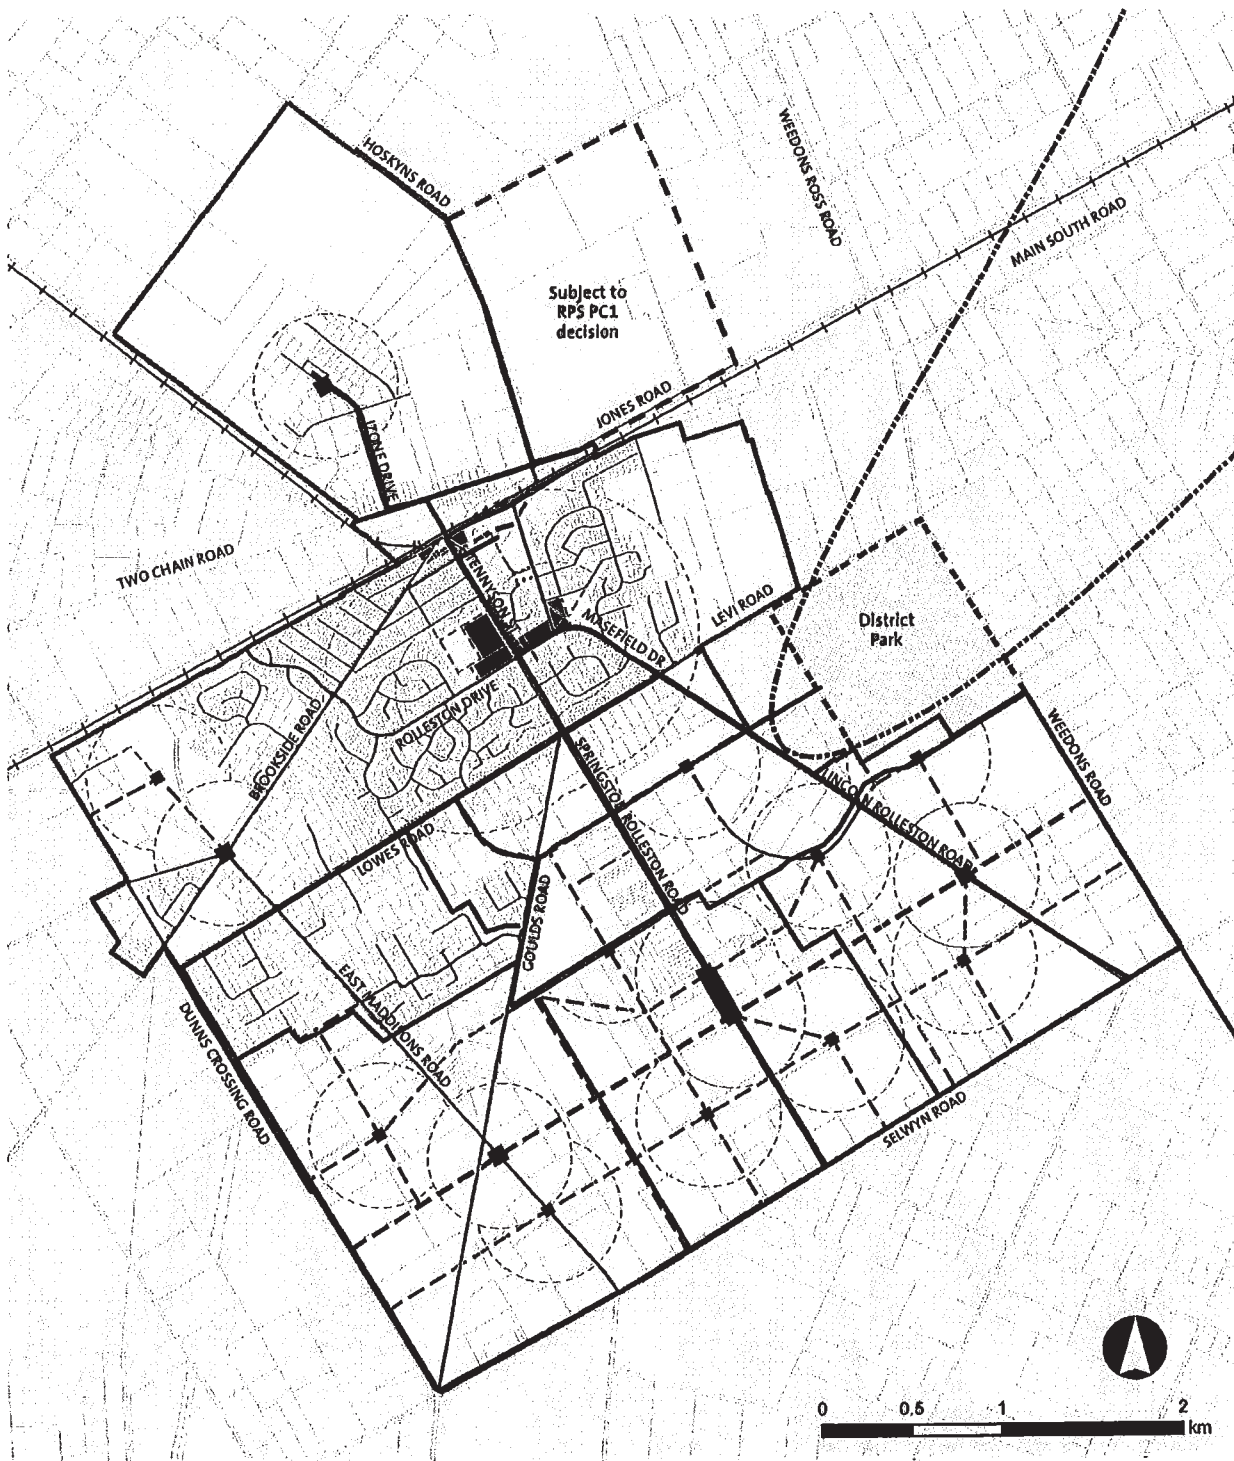 HOSKYNS ROAD
WEEDONS ROSS ROAD
MAIN SOUTH ROAD
Subject to
RPS PC1
decision
JONES ROAD
IZONE DRIVE
TWO CHAIN ROAD
TENNYSON ST
MASEFIELD DR
LEVI ROAD
District
Park
ROLLESTON DRIVE
BROOKSIDE ROAD
WEEDONS ROAD
SPRINGSTON ROLLESTON ROAD
LINCOLN ROLLESTON ROAD
LOWES ROAD
GOULDS ROAD
EAST MADDISONS ROAD
DUNNS CROSSING ROAD
SELWYN ROAD
0 0.5 1 2
km